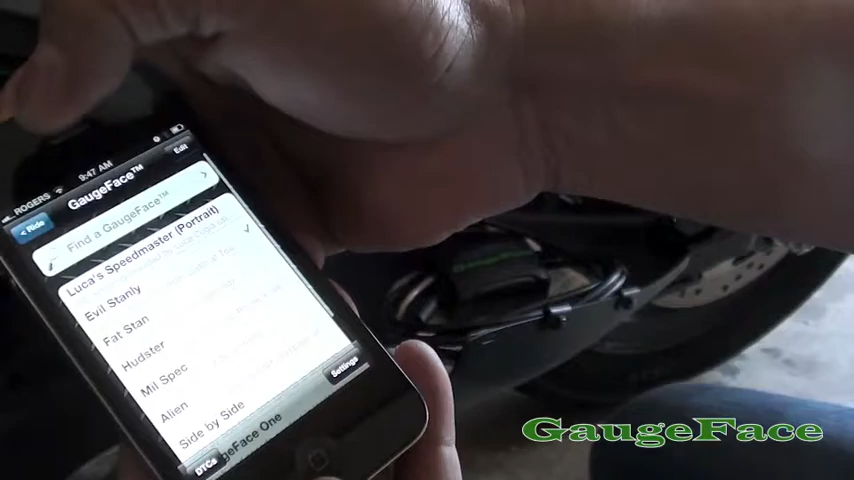 ROGERS
9:47 AM
Ride
GaugeFace™
Edit
Find a GaugeFace™
Luca's Speedmaster (Portrait)
Evil Stanly
Fat Stan
Hudster
Mil Spec
Alien
Side by Side
DTCs
geFace One
Settings
GaugeFace